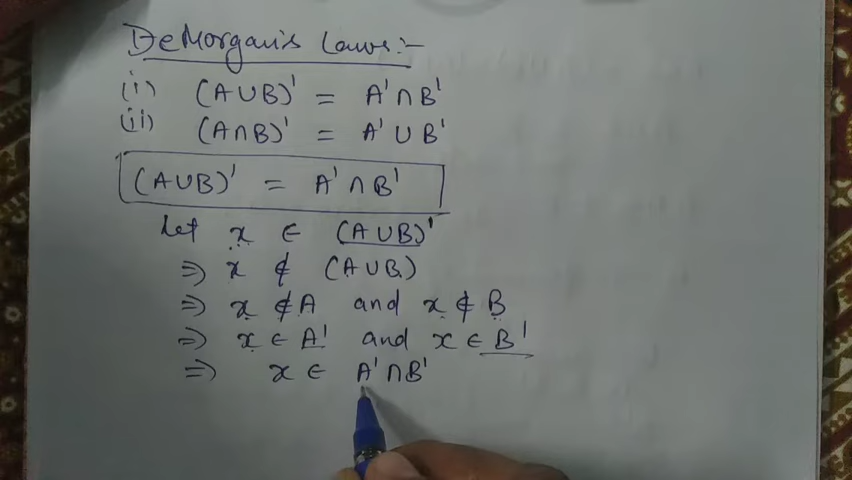 DeMorgan's Laws:-
(i) (A∪B)' = A'∩B'
(ii) (A∩B)' = A'∪B'
(A∪B)' = A'∩B'
Let x ∈ (A∪B)'
⇒ x ∉ (A∪B)
⇒ x ∉ A and x ∉ B
⇒ x ∈ A' and x ∈ B'
⇒ x ∈ A'∩B'